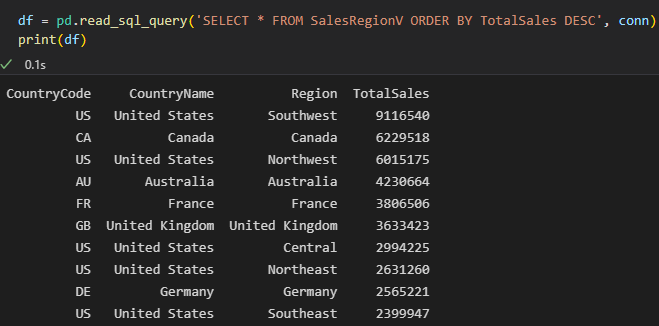 df = pd.read_sql_query('SELECT * FROM SalesRegionV ORDER BY TotalSales DESC', conn)
print(df)
0.1s
CountryCode CountryName Region TotalSales
US United States Southwest 9116540
CA Canada Canada 6229518
US United States Northwest 6015175
AU Australia Australia 4230664
FR France France 3806506
GB United Kingdom United Kingdom 3633423
US United States Central 2994225
US United States Northeast 2631260
DE Germany Germany 2565221
US United States Southeast 2399947